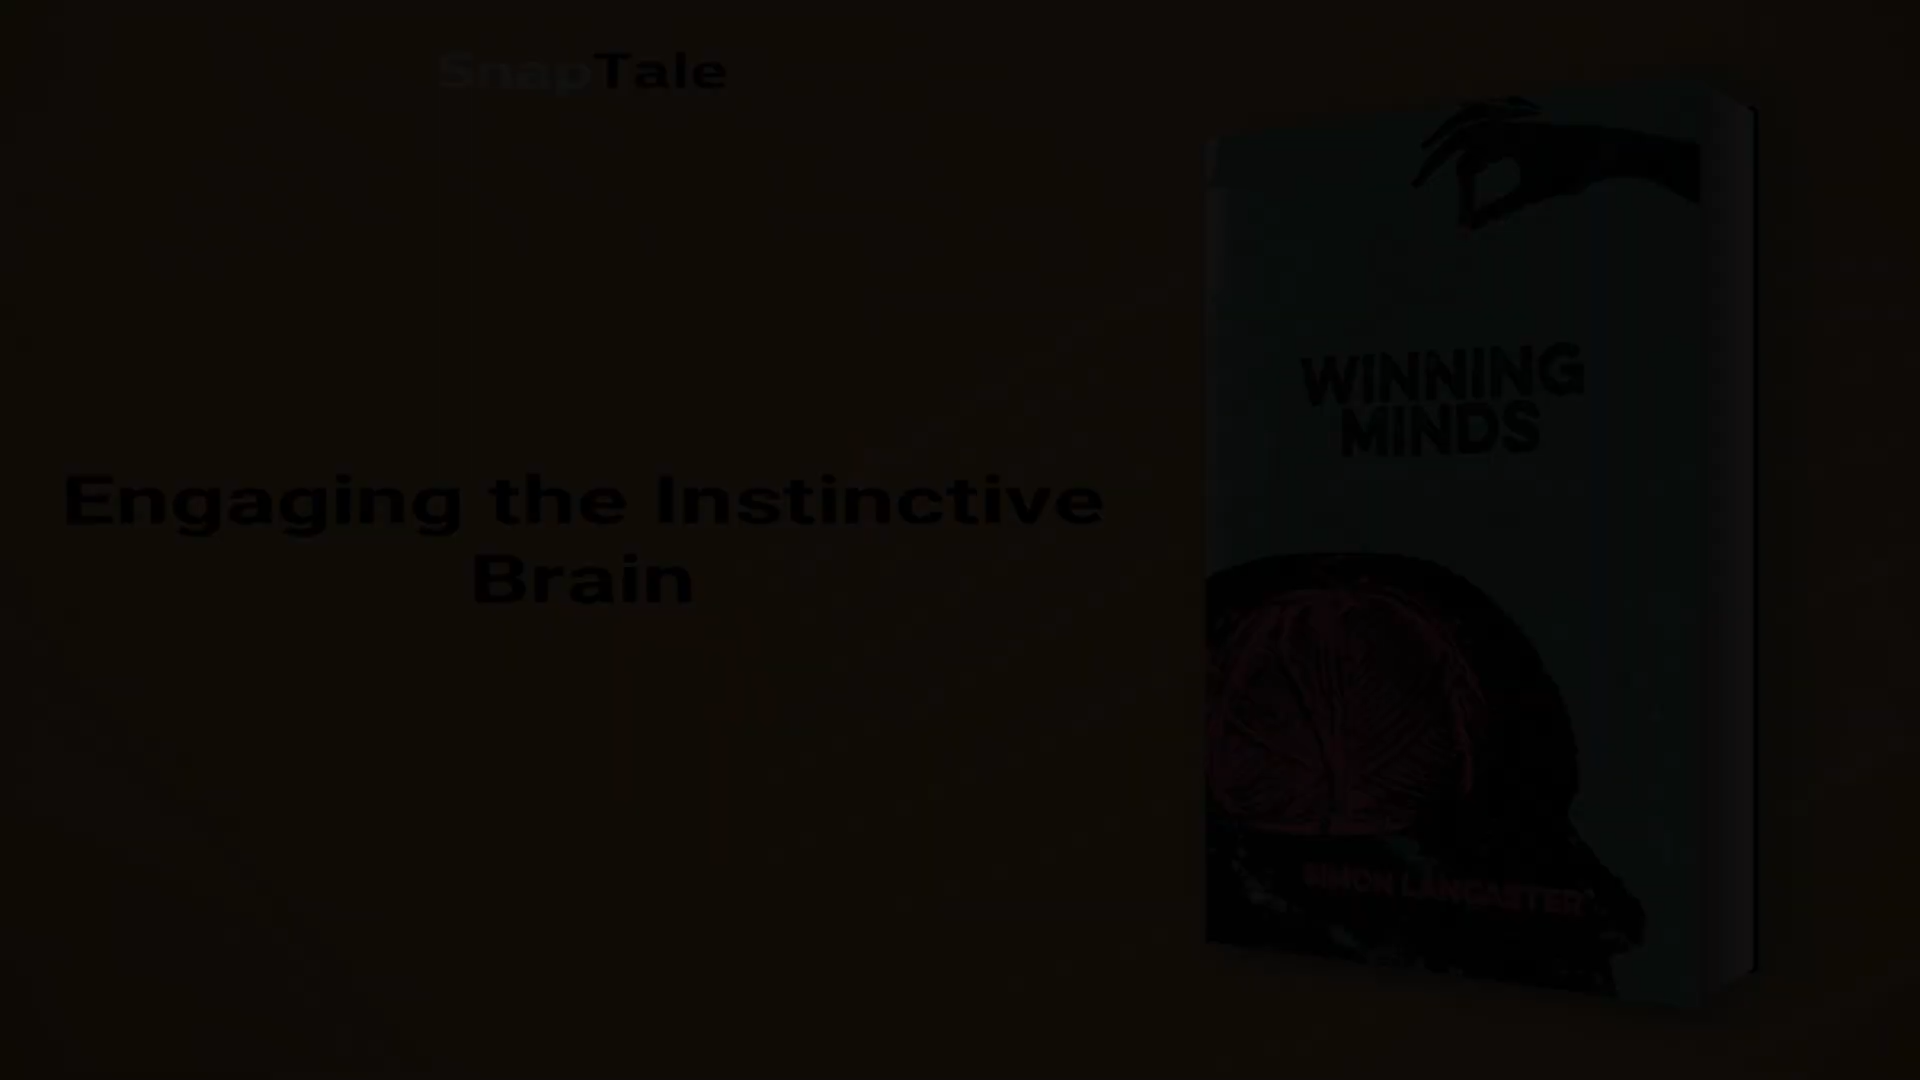 SnapTale
Engaging the Instinctive
Brain
WINNING
MINDS
SIMON LANCASTER